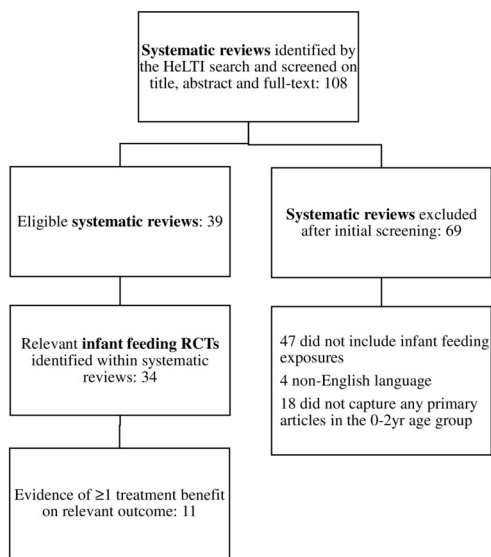 Systematic reviews identified by
the HeLTI search and screened on
title, abstract and full-text: 108
Eligible systematic reviews: 39
Systematic reviews excluded
after initial screening: 69
Relevant infant feeding RCTs
identified within systematic
reviews: 34
47 did not include infant feeding
exposures
4 non-English language
18 did not capture any primary
articles in the 0-2yr age group
Evidence of ≥1 treatment benefit
on relevant outcome: 11